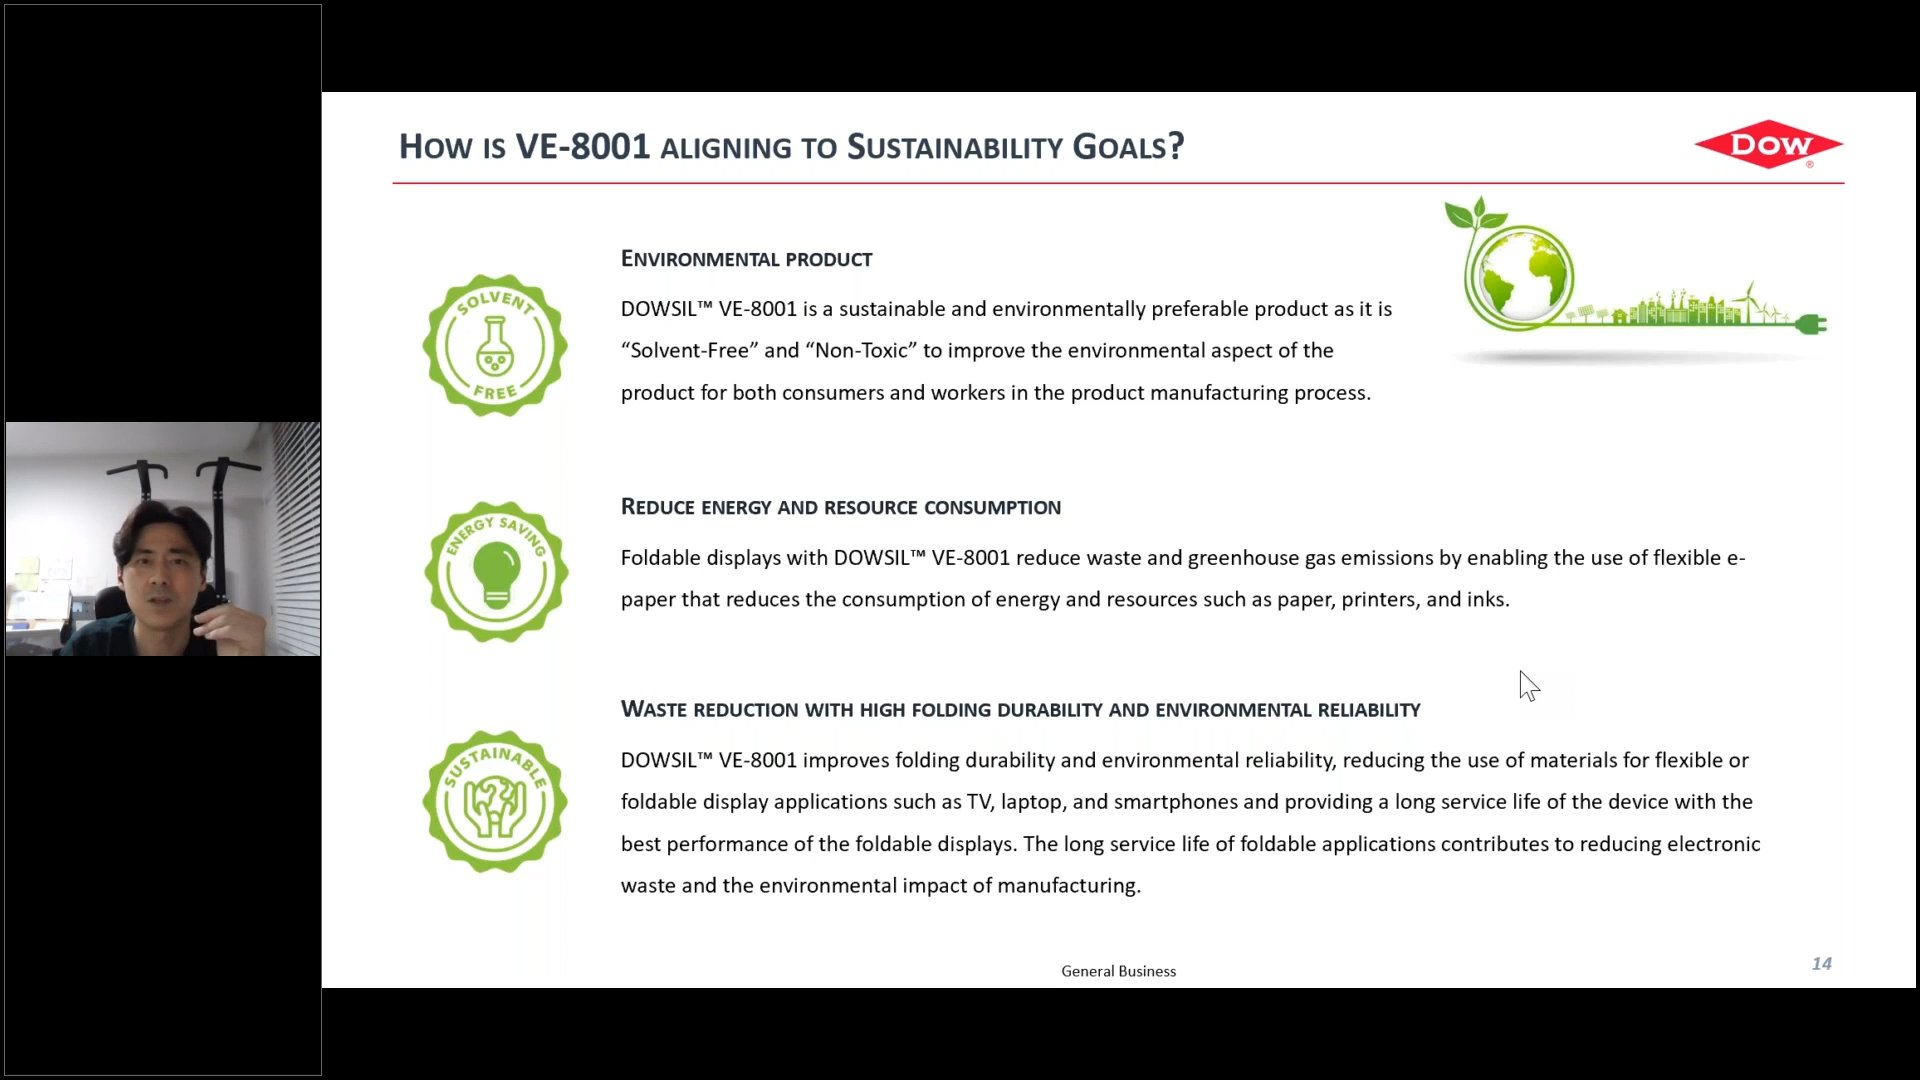 HOW IS VE-8001 ALIGNING TO SUSTAINABILITY GOALS?
DOW
®
ENVIRONMENTAL PRODUCT
SOLVENT
FREE
DOWSIL™ VE-8001 is a sustainable and environmentally preferable product as it is
“Solvent-Free” and “Non-Toxic” to improve the environmental aspect of the
product for both consumers and workers in the product manufacturing process.
REDUCE ENERGY AND RESOURCE CONSUMPTION
ENERGY SAVING
Foldable displays with DOWSIL™ VE-8001 reduce waste and greenhouse gas emissions by enabling the use of flexible e-
paper that reduces the consumption of energy and resources such as paper, printers, and inks.
WASTE REDUCTION WITH HIGH FOLDING DURABILITY AND ENVIRONMENTAL RELIABILITY
SUSTAINABLE
DOWSIL™ VE-8001 improves folding durability and environmental reliability, reducing the use of materials for flexible or
foldable display applications such as TV, laptop, and smartphones and providing a long service life of the device with the
best performance of the foldable displays. The long service life of foldable applications contributes to reducing electronic
waste and the environmental impact of manufacturing.
General Business
14